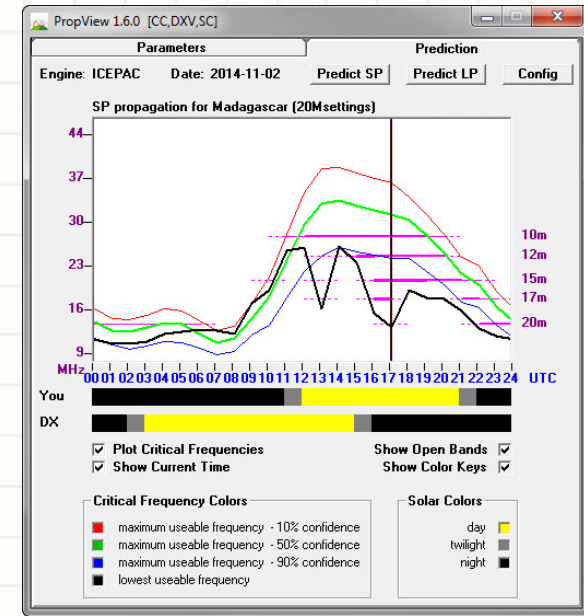 PropView 1.6.0 [CC,DXV,SC]
Parameters Prediction
Engine: ICEPAC Date: 2014-11-02 Predict SP Predict LP Config
SP propagation for Madagascar (20Msettings)
44
37
30
23
16
9
MHz
10m
12m
15m
17m
20m
00 01 02 03 04 05 06 07 08 09 10 11 12 13 14 15 16 17 18 19 20 21 22 23 24 UTC
You
DX
Plot Critical Frequencies Show Open Bands
Show Current Time Show Color Keys
Critical Frequency Colors Solar Colors
maximum useable frequency - 10% confidence day
maximum useable frequency - 50% confidence twilight
maximum useable frequency - 90% confidence night
lowest useable frequency